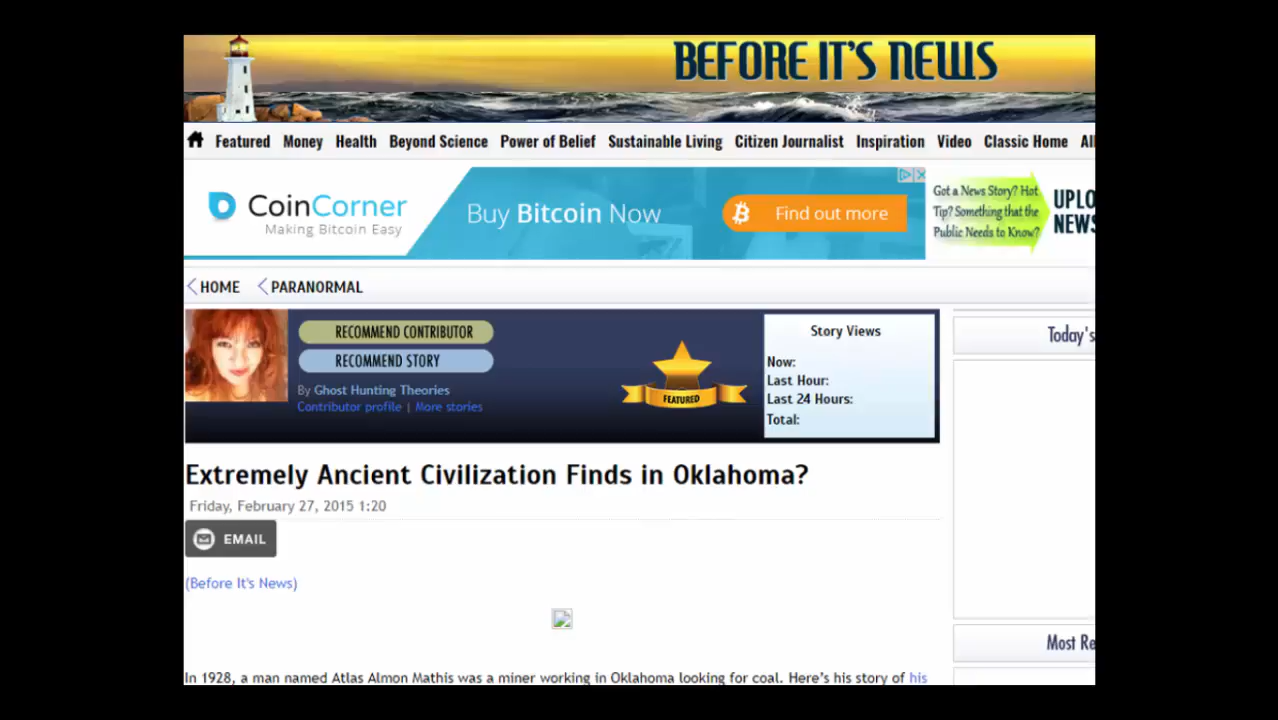 BEFORE IT'S NEWS
Featured Money Health Beyond Science Power of Belief Sustainable Living Citizen Journalist Inspiration Video Classic Home All
CoinCorner
Making Bitcoin Easy
Buy Bitcoin Now
Find out more
Got a News Story? Hot
Tip? Something that the
Public Needs to Know?
UPLO
NEWS
HOME PARANORMAL
RECOMMEND CONTRIBUTOR
RECOMMEND STORY
By Ghost Hunting Theories
Contributor profile | More stories
FEATURED
Story Views
Now:
Last Hour:
Last 24 Hours:
Total:
Today's
Extremely Ancient Civilization Finds in Oklahoma?
Friday, February 27, 2015 1:20
EMAIL
(Before It's News)
Most Re
In 1928, a man named Atlas Almon Mathis was a miner working in Oklahoma looking for coal. Here's his story of his